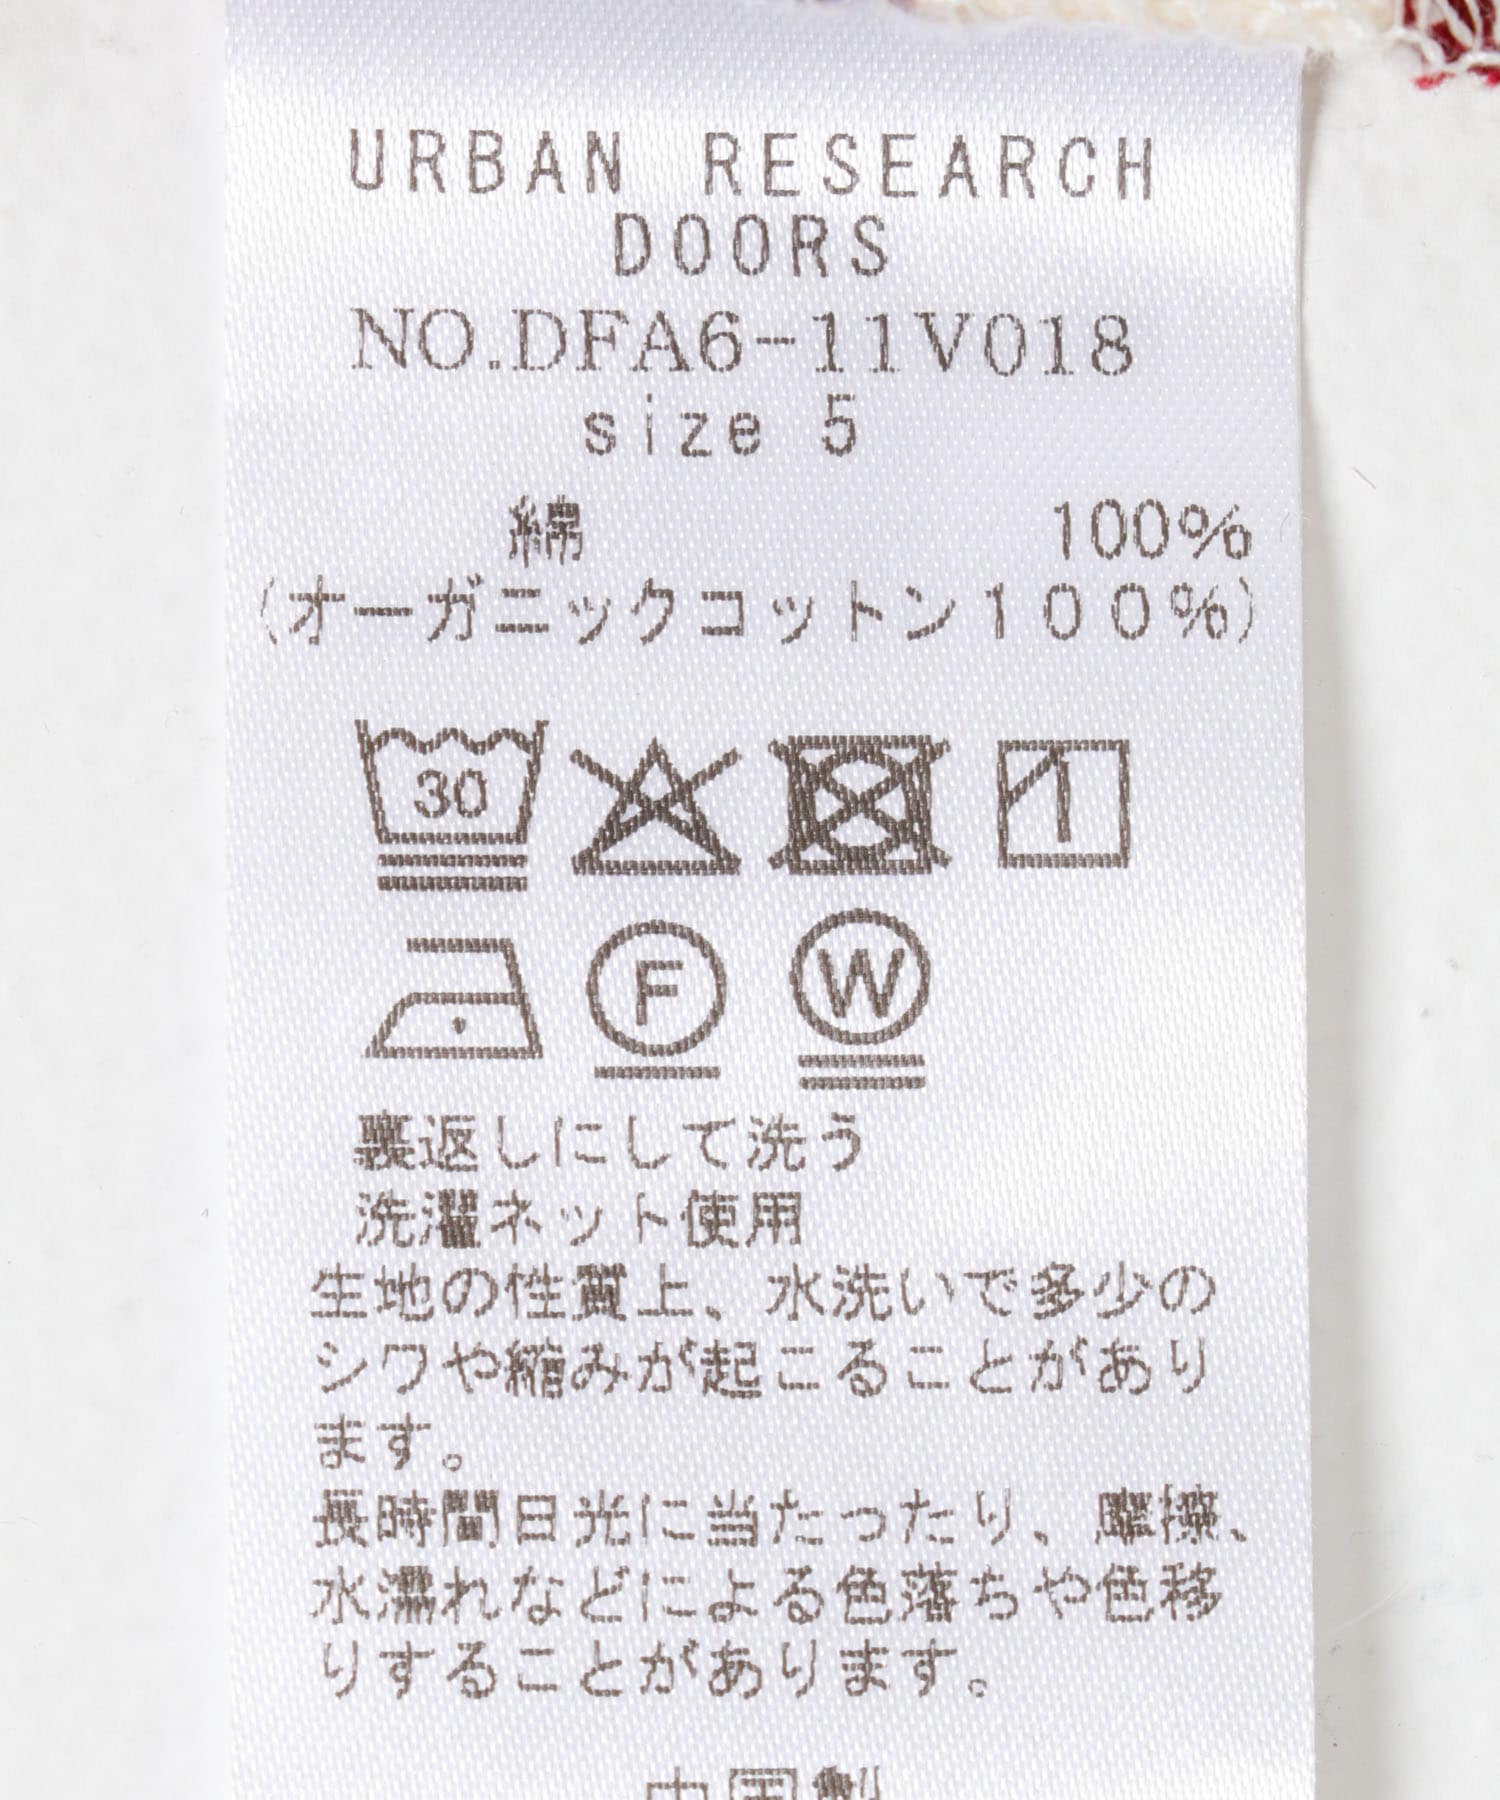 URBAN RESEARCH
DOORS
NO.DFA6-11V018
size 5
綿 100%
(オーガニックコットン100%)
30
F W
裏返しにして洗う
洗濯ネット使用
生地の性質上、水洗いで多少の
シワや縮みが起こることがあり
ます。
長時間日光に当たったり、摩擦、
水濡れなどによる色落ちや色移
りすることがあります。
中国製